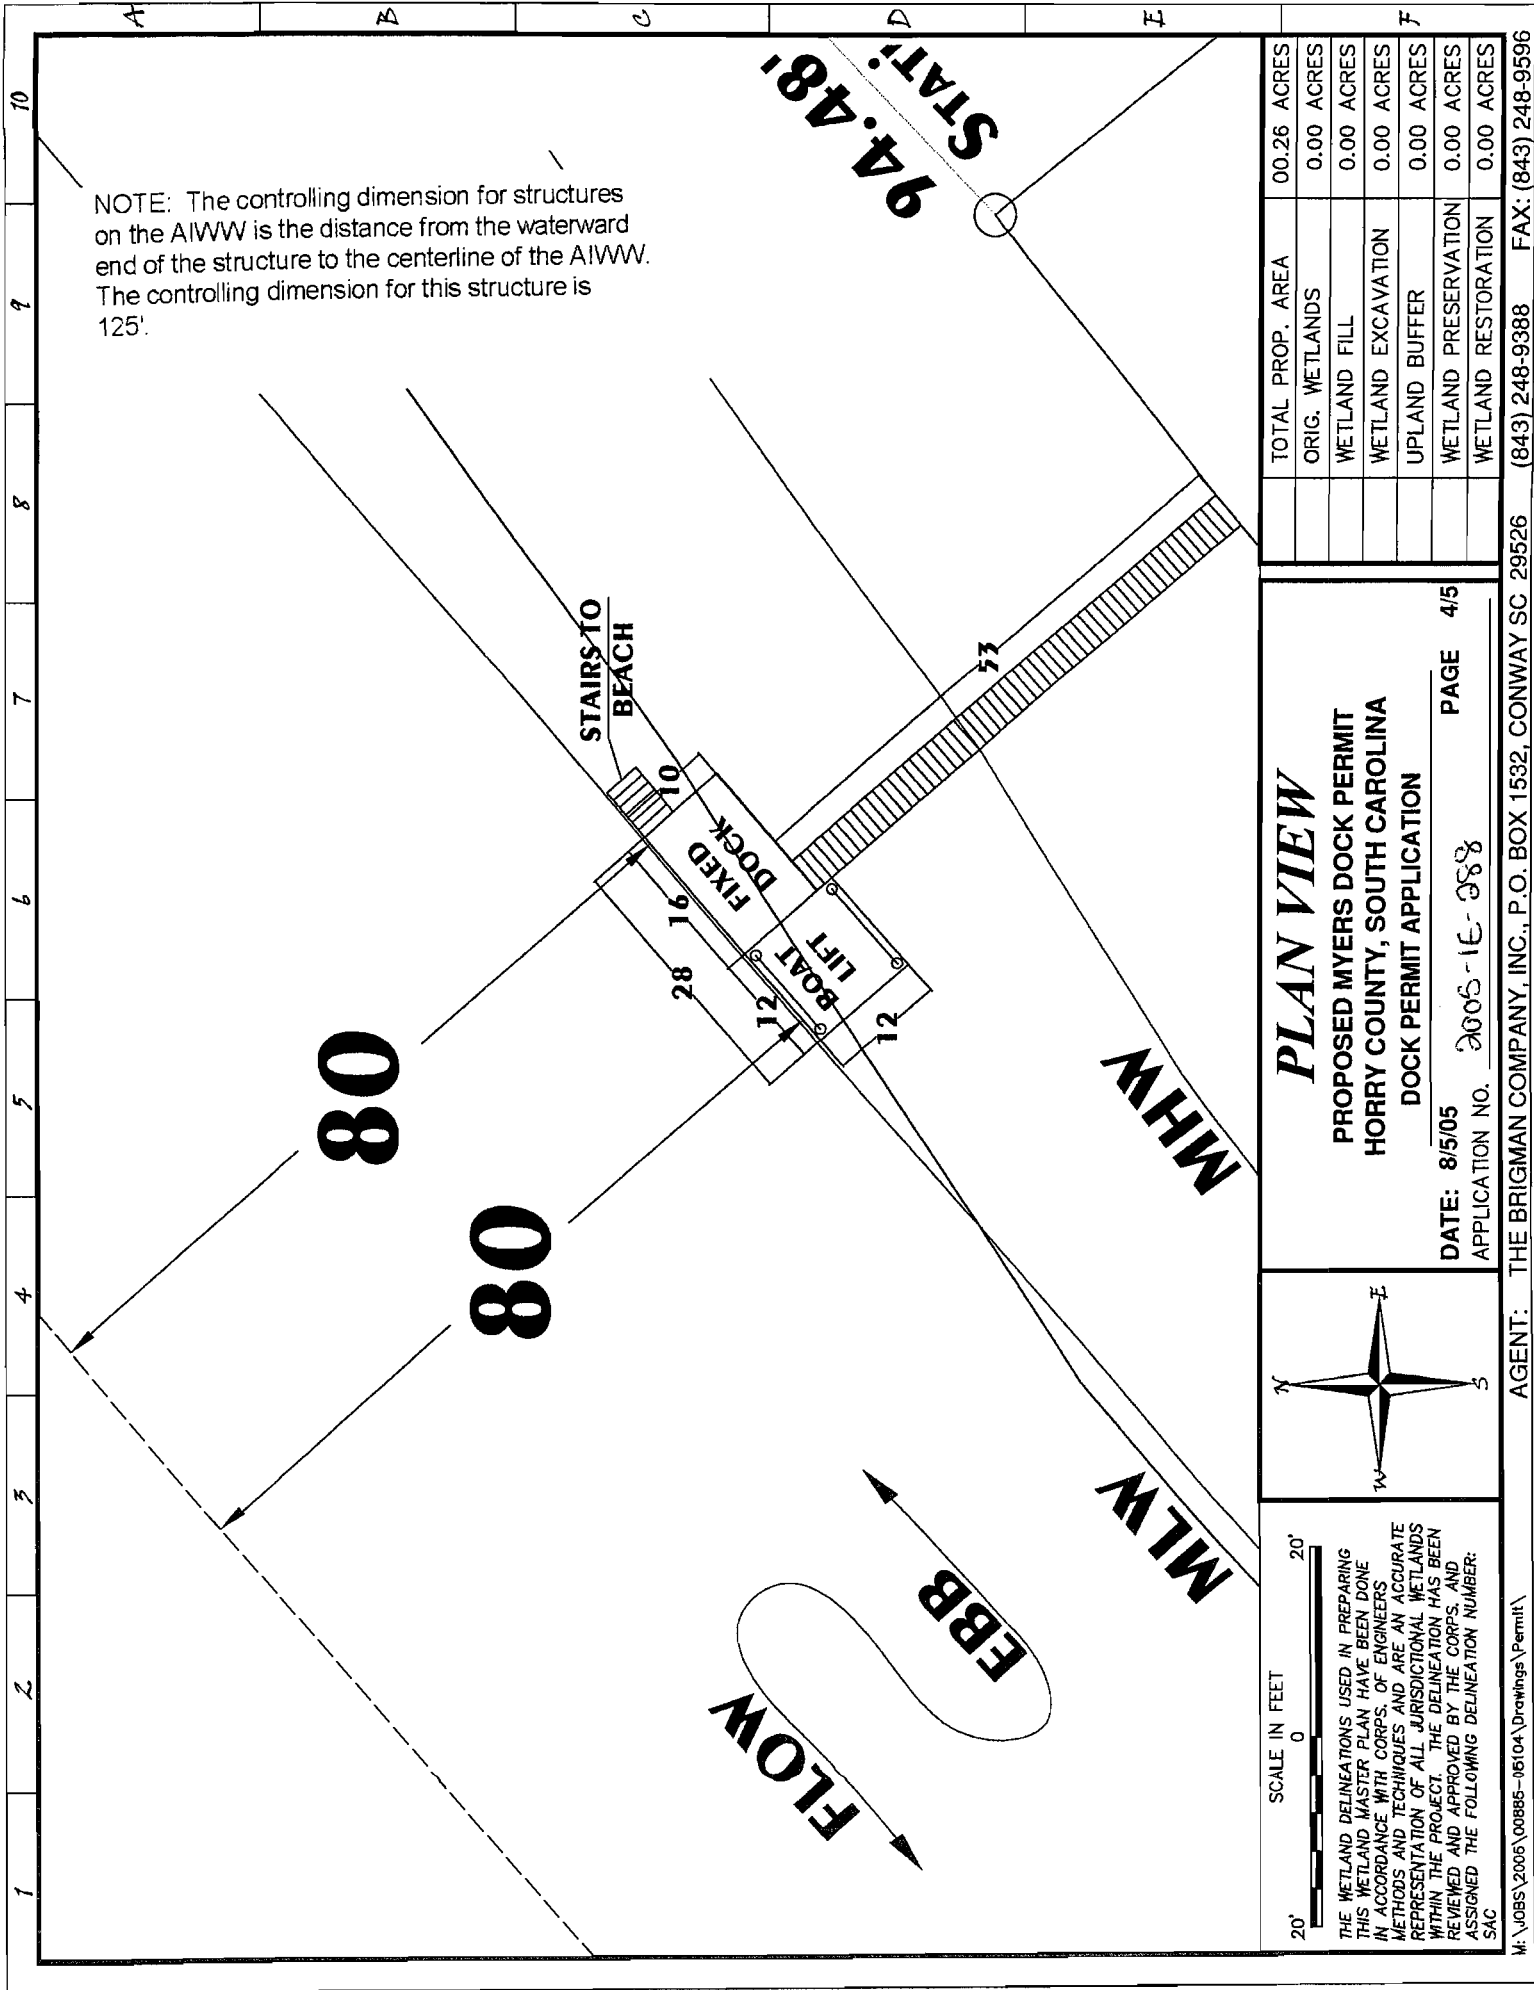 1 2 3 4 5 6 7 8 9 10
A
B
C
D
E
F
NOTE: The controlling dimension for structures
on the AIWW is the distance from the waterward
end of the structure to the centerline of the AIWW.
The controlling dimension for this structure is
125'.
94.48'
STATI
STAIRS TO
BEACH
10
FIXED
DOCK
16
28
12
BOAT
LIFT
12
53
80
80
MHW
MLW
FLOW
EBB
SCALE IN FEET
20' 0 20'
THE WETLAND DELINEATIONS USED IN PREPARING
THIS WETLAND MASTER PLAN HAVE BEEN DONE
IN ACCORDANCE WITH CORPS. OF ENGINEERS
METHODS AND TECHNIQUES AND ARE AN ACCURATE
REPRESENTATION OF ALL JURISDICTIONAL WETLANDS
WITHIN THE PROJECT. THE DELINEATION HAS BEEN
REVIEWED AND APPROVED BY THE CORPS. AND
ASSIGNED THE FOLLOWING DELINEATION NUMBER:
SAC
N
W E
S
PLAN VIEW
PROPOSED MYERS DOCK PERMIT
HORRY COUNTY, SOUTH CAROLINA
DOCK PERMIT APPLICATION
DATE: 8/5/05 PAGE 4/5
APPLICATION NO. 2005-1E-288
TOTAL PROP. AREA 00.26 ACRES
ORIG. WETLANDS 0.00 ACRES
WETLAND FILL 0.00 ACRES
WETLAND EXCAVATION 0.00 ACRES
UPLAND BUFFER 0.00 ACRES
WETLAND PRESERVATION 0.00 ACRES
WETLAND RESTORATION 0.00 ACRES
M:\JOBS\2005\00885-05104\Drawings\Permit\
AGENT: THE BRIGMAN COMPANY, INC., P.O. BOX 1532, CONWAY SC 29526 (843) 248-9388 FAX: (843) 248-9596